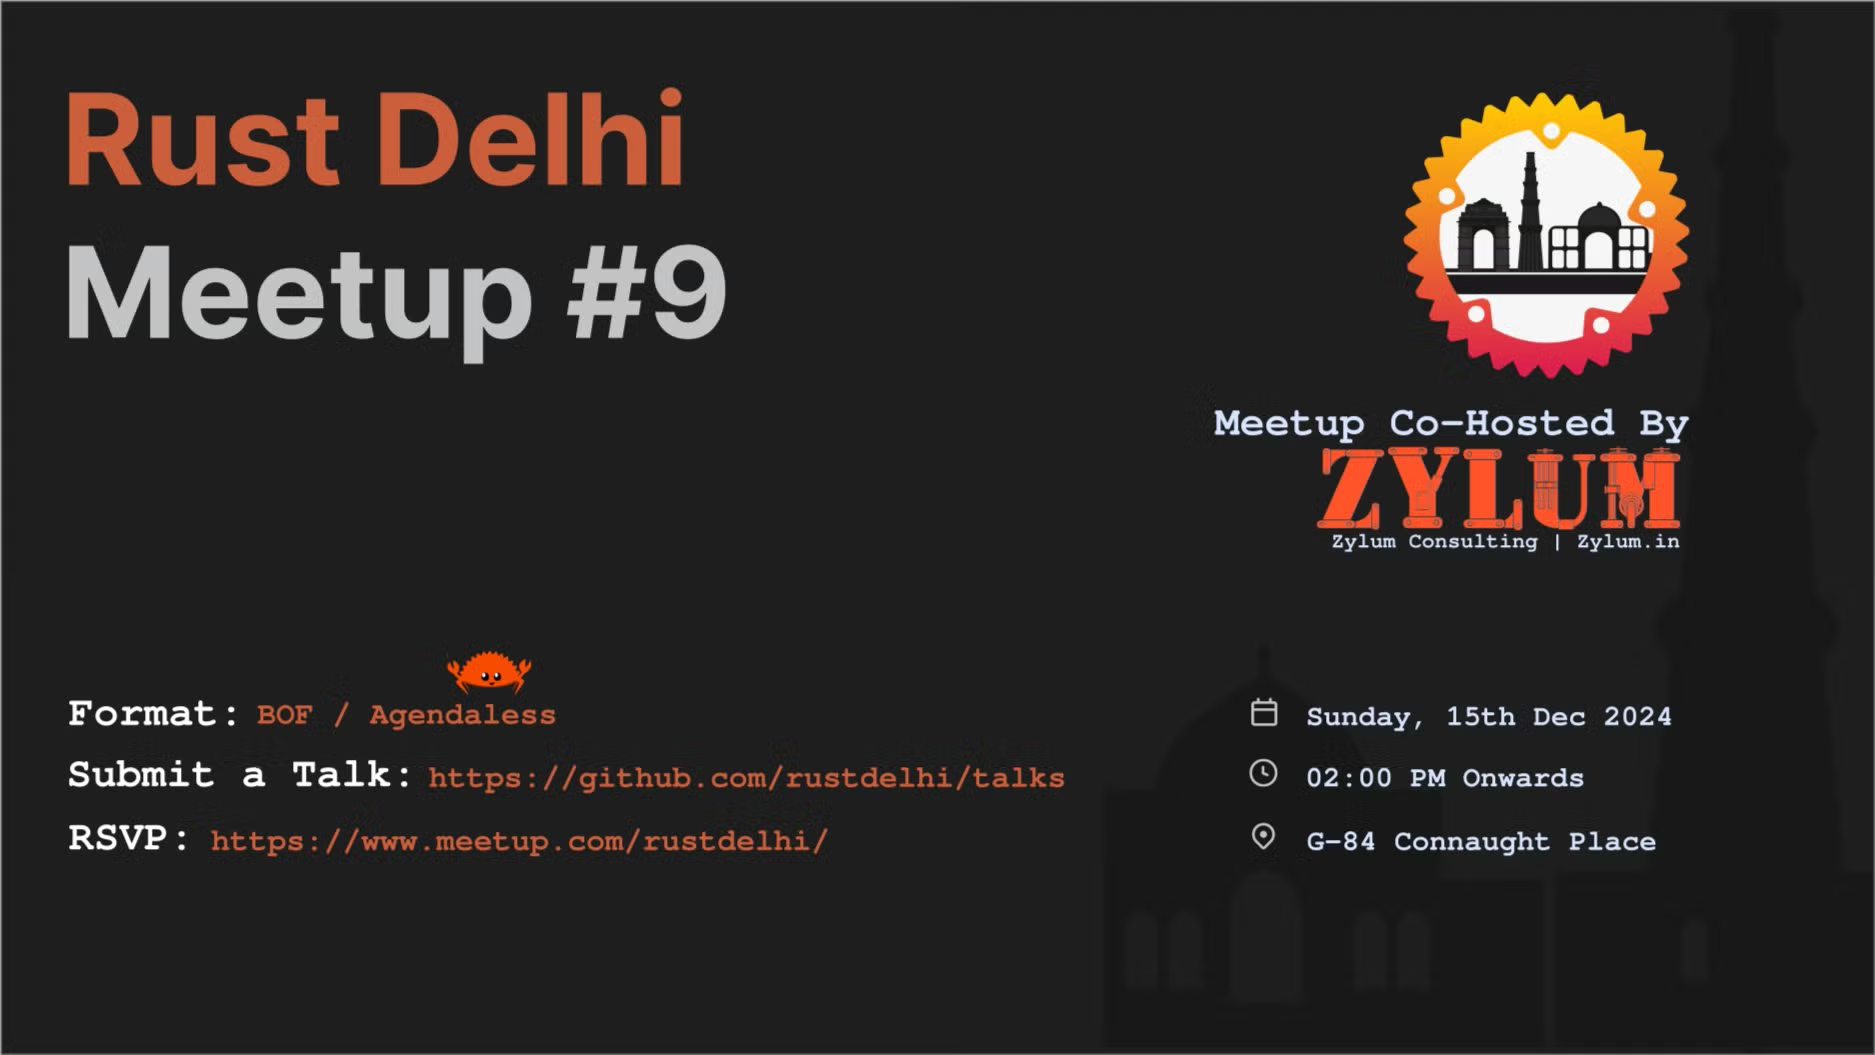 Rust Delhi
Meetup #9
Meetup Co-Hosted By
ZYLUM
Zylum Consulting | Zylum.in
Format: BOF / Agendaless
Submit a Talk: https://github.com/rustdelhi/talks
RSVP: https://www.meetup.com/rustdelhi/
Sunday, 15th Dec 2024
02:00 PM Onwards
G-84 Connaught Place